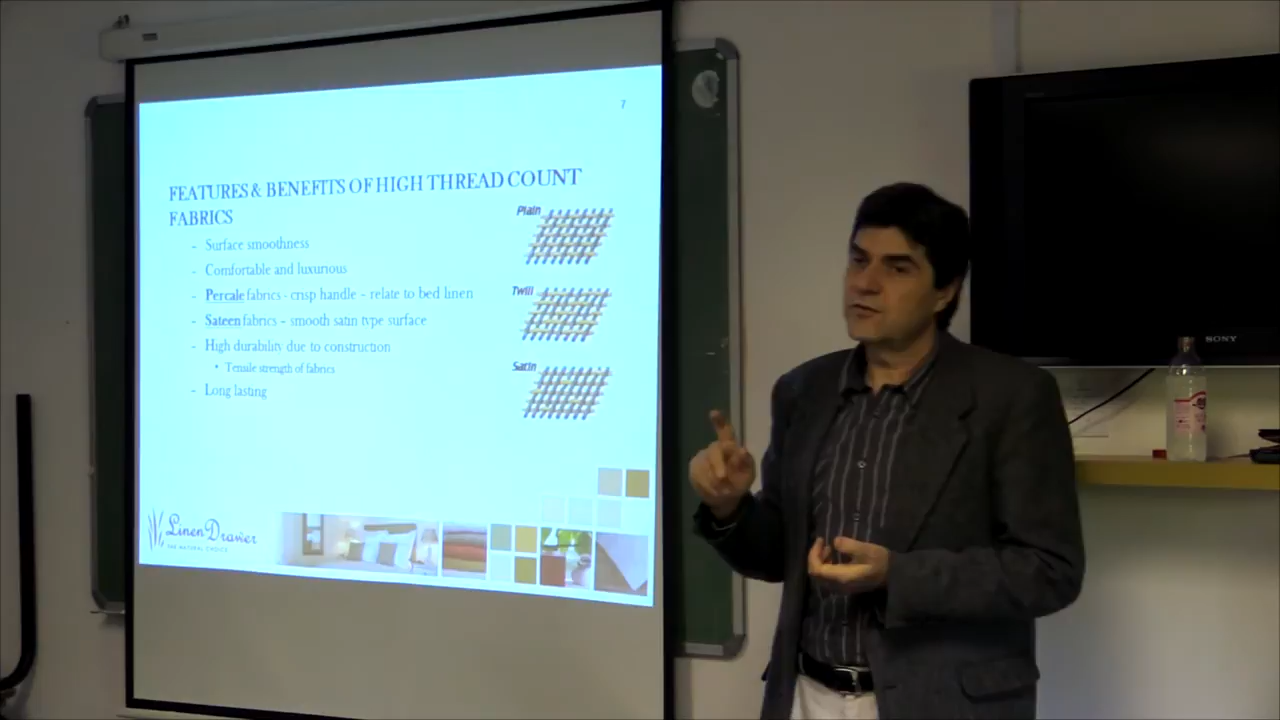 7
FEATURES & BENEFITS OF HIGH THREAD COUNT
FABRICS
- Surface smoothness
- Comfortable and luxurious
- Percale fabrics - crisp handle – relate to bed linen
- Sateen fabrics – smooth satin type surface
- High durability due to construction
• Tensile strength of fabrics
- Long lasting
Plain
Twill
Satin
Linen Drawer
THE NATURAL CHOICE
SONY